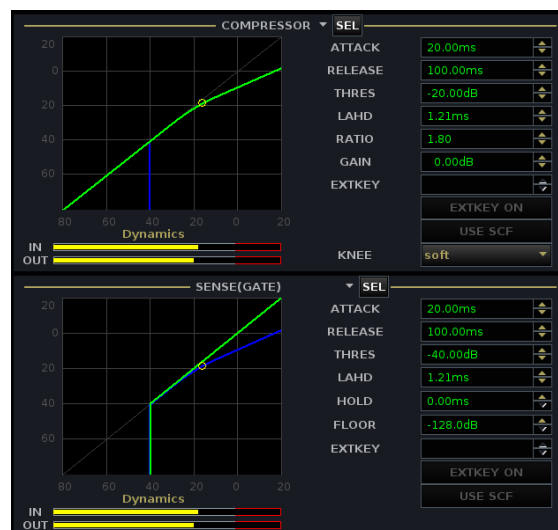 COMPRESSOR SEL
20
0
20
40
60
80 60 40 20 0 20
Dynamics
IN
OUT
ATTACK 20.00ms
RELEASE 100.00ms
THRES -20.00dB
LAHD 1.21ms
RATIO 1.80
GAIN 0.00dB
EXTKEY
EXTKEY ON
USE SCF
KNEE soft
SENSE(GATE) SEL
20
0
20
40
60
80 60 40 20 0 20
Dynamics
IN
OUT
ATTACK 20.00ms
RELEASE 100.00ms
THRES -40.00dB
LAHD 1.21ms
HOLD 0.00ms
FLOOR -128.0dB
EXTKEY
EXTKEY ON
USE SCF